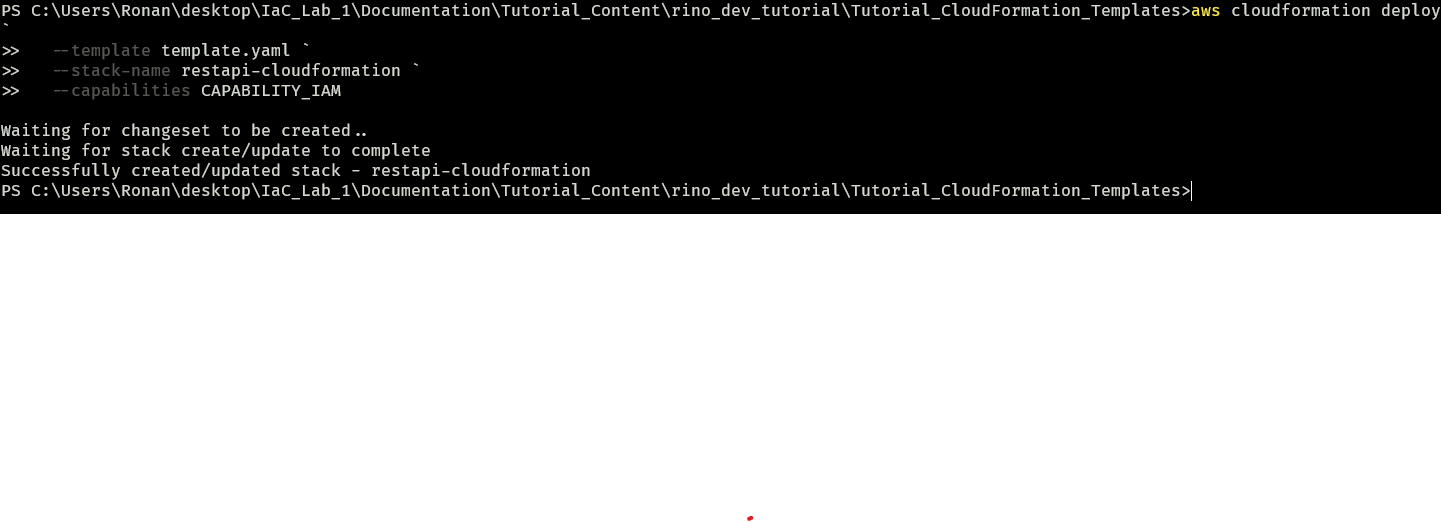 PS C:\Users\Ronan\desktop\IaC_Lab_1\Documentation\Tutorial_Content\rino_dev_tutorial\Tutorial_CloudFormation_Templates>aws cloudformation deploy
`
>>   --template template.yaml `
>>   --stack-name restapi-cloudformation `
>>   --capabilities CAPABILITY_IAM
Waiting for changeset to be created..
Waiting for stack create/update to complete
Successfully created/updated stack - restapi-cloudformation
PS C:\Users\Ronan\desktop\IaC_Lab_1\Documentation\Tutorial_Content\rino_dev_tutorial\Tutorial_CloudFormation_Templates>